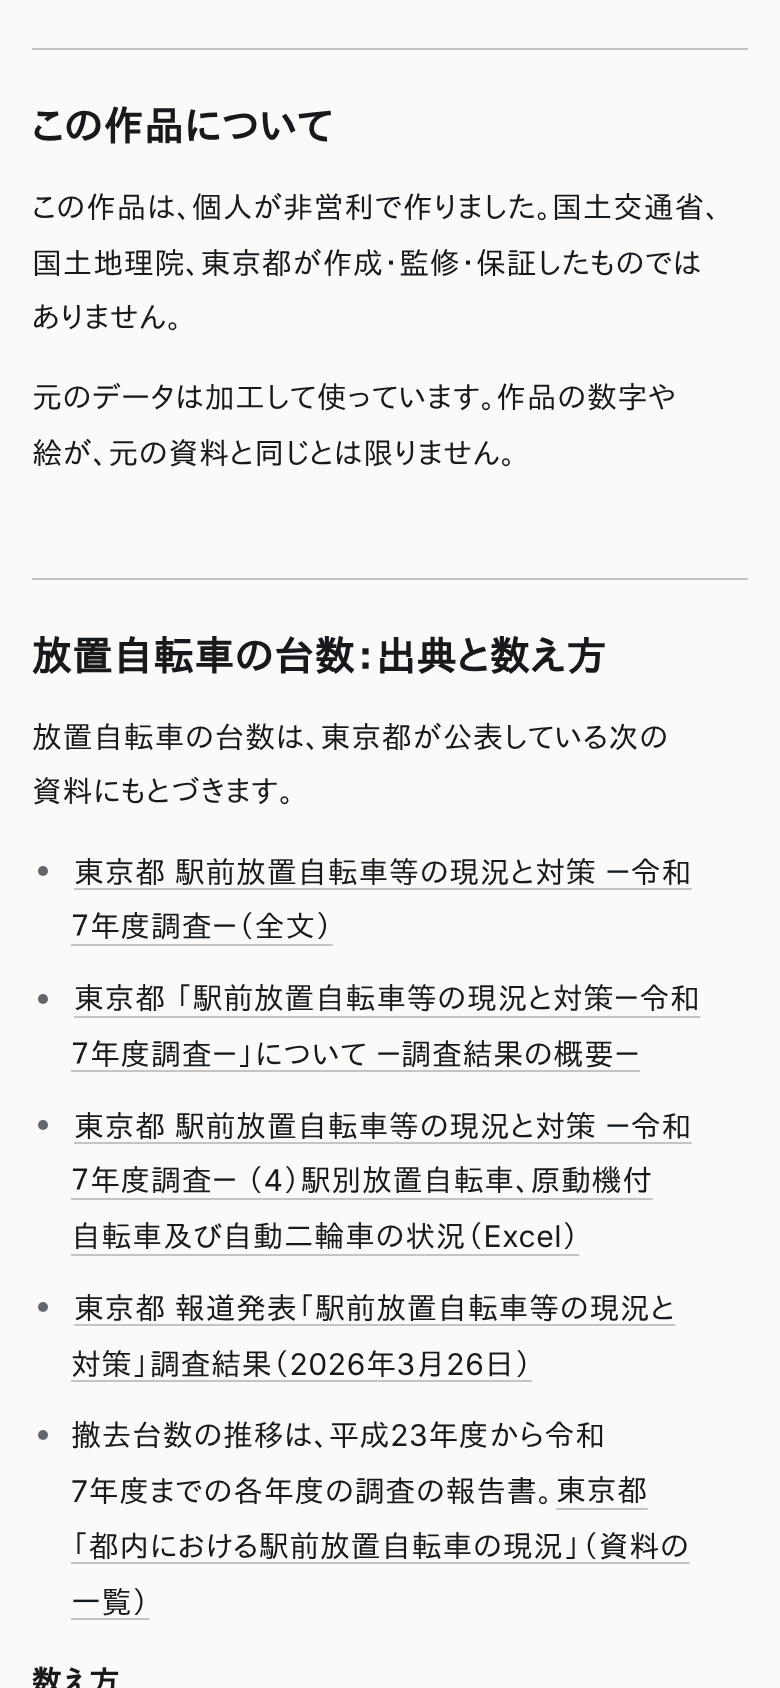 この作品について
この作品は、個人が非営利で作りました。国土交通省、
国土地理院、東京都が作成・監修・保証したものでは
ありません。
元のデータは加工して使っています。作品の数字や
絵が、元の資料と同じとは限りません。
放置自転車の台数：出典と数え方
放置自転車の台数は、東京都が公表している次の
資料にもとづきます。
東京都 駅前放置自転車等の現況と対策 ー令和
7年度調査ー（全文）
東京都「駅前放置自転車等の現況と対策ー令和
7年度調査ー」について ー調査結果の概要ー
東京都 駅前放置自転車等の現況と対策 ー令和
7年度調査ー（4）駅別放置自転車、原動機付
自転車及び自動二輪車の状況（Excel）
東京都 報道発表「駅前放置自転車等の現況と
対策」調査結果（2026年3月26日）
撤去台数の推移は、平成23年度から令和
7年度までの各年度の調査の報告書。東京都
「都内における駅前放置自転車の現況」（資料の
一覧）
数え方